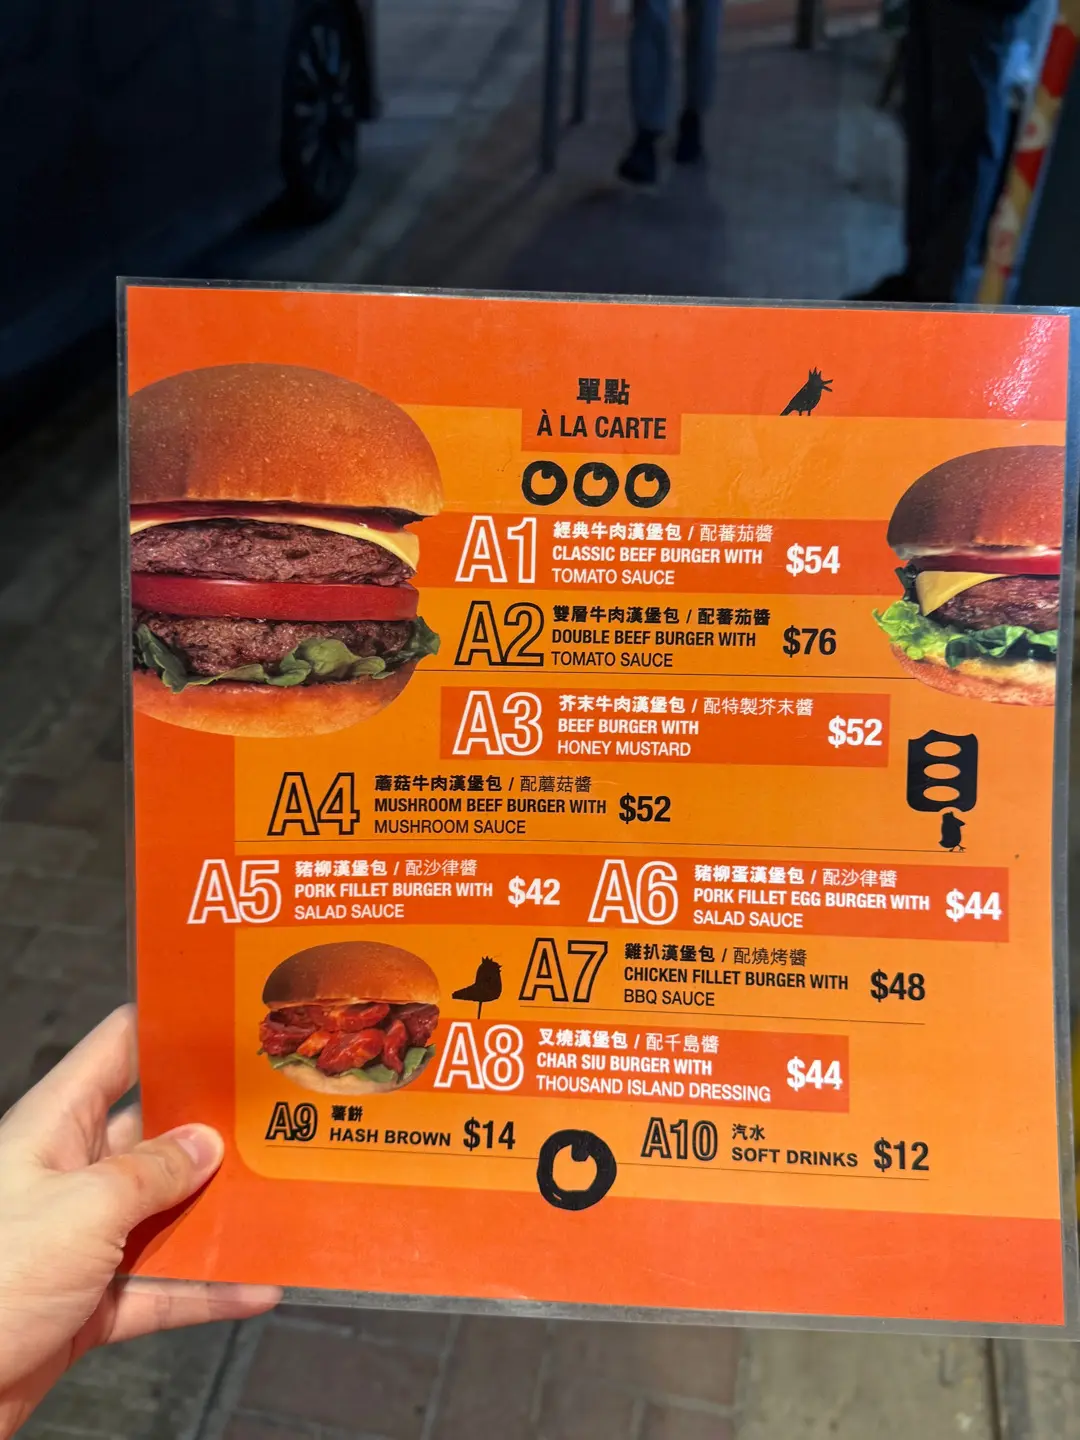 單點
À LA CARTE
A1
經典牛肉漢堡包 / 配蕃茄醬
CLASSIC BEEF BURGER WITH
TOMATO SAUCE
$54
A2
雙層牛肉漢堡包 / 配蕃茄醬
DOUBLE BEEF BURGER WITH
TOMATO SAUCE
$76
A3
芥末牛肉漢堡包 / 配特製芥末醬
BEEF BURGER WITH
HONEY MUSTARD
$52
A4
蘑菇牛肉漢堡包 / 配蘑菇醬
MUSHROOM BEEF BURGER WITH
MUSHROOM SAUCE
$52
A5
豬柳漢堡包 / 配沙律醬
PORK FILLET BURGER WITH
SALAD SAUCE
$42
A6
豬柳蛋漢堡包 / 配沙律醬
PORK FILLET EGG BURGER WITH
SALAD SAUCE
$44
A7
雞扒漢堡包 / 配燒烤醬
CHICKEN FILLET BURGER WITH
BBQ SAUCE
$48
A8
叉燒漢堡包 / 配千島醬
CHAR SIU BURGER WITH
THOUSAND ISLAND DRESSING
$44
A9
薯餅
HASH BROWN
$14
A10
汽水
SOFT DRINKS
$12